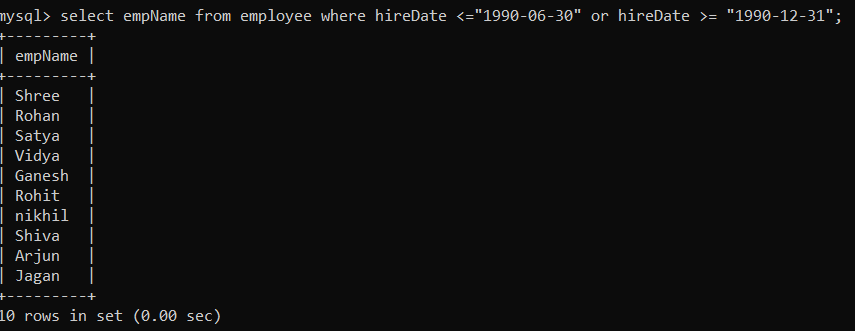 mysql> select empName from employee where hireDate <="1990-06-30" or hireDate >= "1990-12-31";
+---------+
| empName |
+---------+
| Shree   |
| Rohan   |
| Satya   |
| Vidya   |
| Ganesh  |
| Rohit   |
| nikhil  |
| Shiva   |
| Arjun   |
| Jagan   |
+---------+
10 rows in set (0.00 sec)